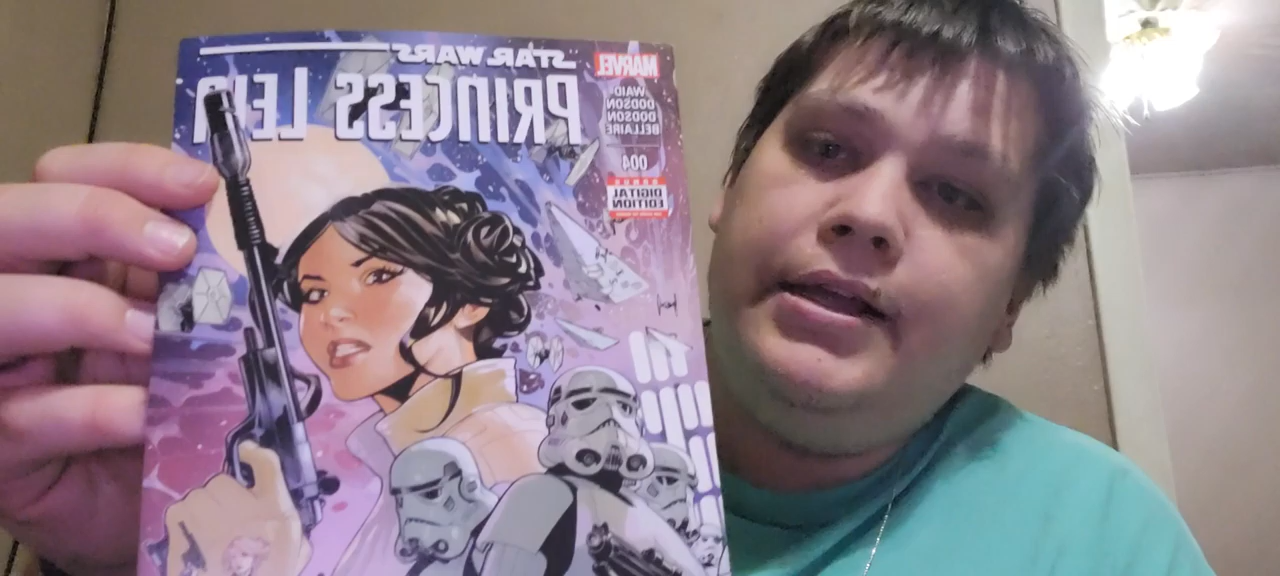 STAR WARS
PRINCESS LEIA
MARVEL
WAID
DODSON
DODSON
BELLAIRE
004
DIGITAL
EDITION